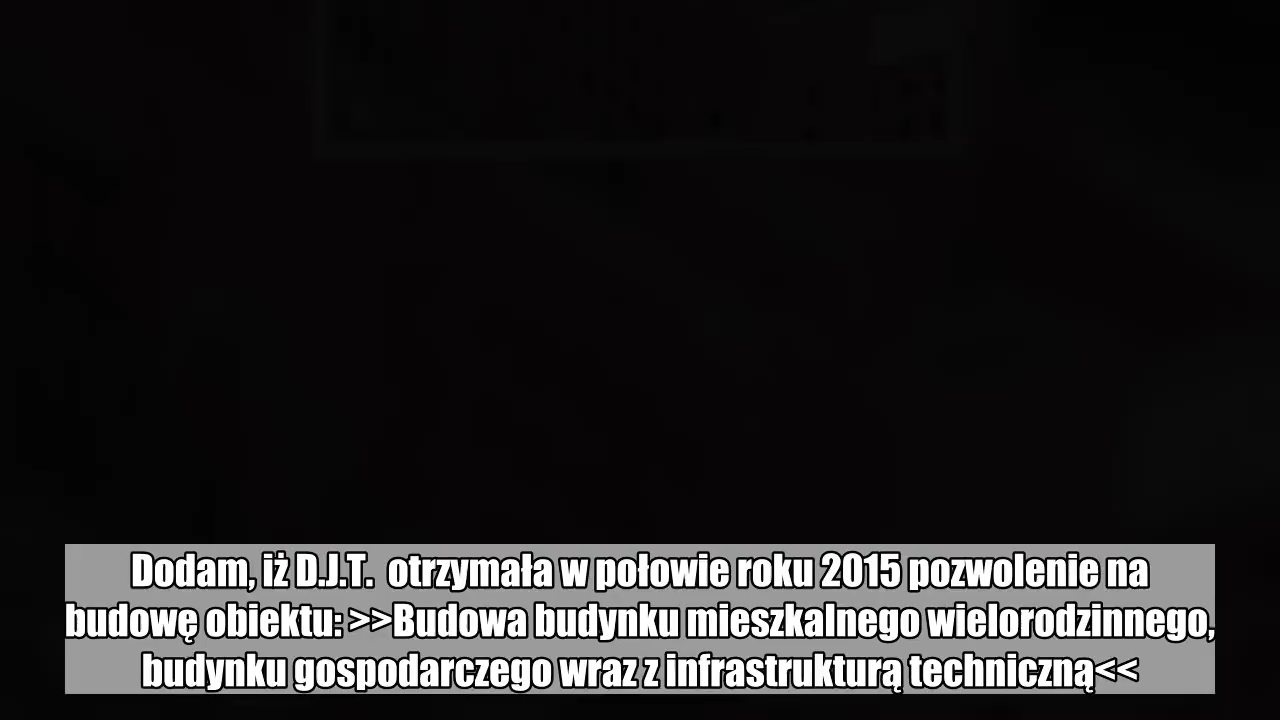 Dodam, iż D.J.T. otrzymała w połowie roku 2015 pozwolenie na
budowę obiektu: >>Budowa budynku mieszkalnego wielorodzinnego,
budynku gospodarczego wraz z infrastrukturą techniczną<<